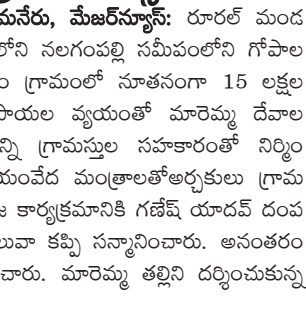 మనేరు, మేజర్‌న్యూస్: రూరల్ మండ
లోని నలగంపల్లి సమీపంలోని గోపాల
ం గ్రామంలో నూతనంగా 15 లక్షల
పాయల వ్యయంతో మారెమ్మ దేవాల
న్ని గ్రామస్తుల సహకారంతో నిర్మిం
యంవేద మంత్రాలతోఅర్చకులు గ్రామ
జ కార్యక్రమానికి గణేష్ యాదవ్ దంప
లువా కప్పి సన్మానించారు. అనంతరం
చారు. మారెమ్మ తల్లిని దర్శించుకున్న